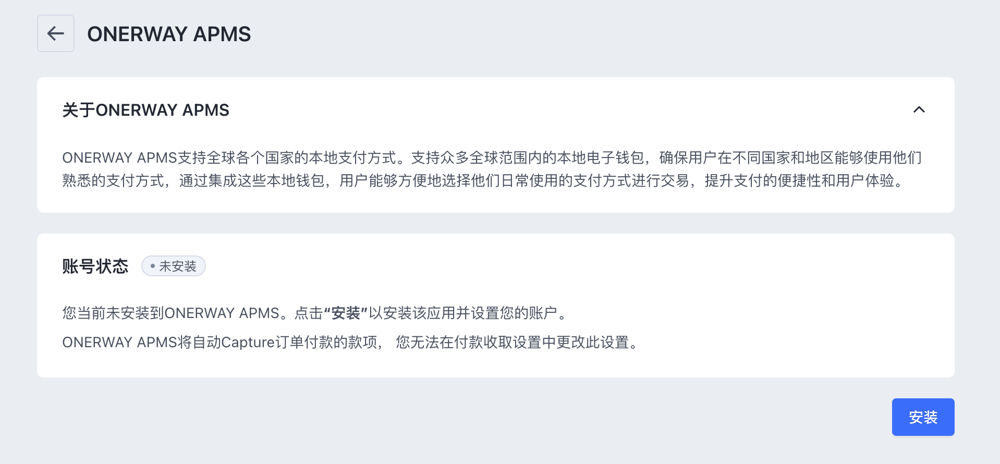 ONERWAY APMS
关于ONERWAY APMS
ONERWAY APMS支持全球各个国家的本地支付方式。支持众多全球范围内的本地电子钱包，确保用户在不同国家和地区能够使用他们
熟悉的支付方式，通过集成这些本地钱包，用户能够方便地选择他们日常使用的支付方式进行交易，提升支付的便捷性和用户体验。
账号状态 • 未安装
您当前未安装到ONERWAY APMS。点击“安装”以安装该应用并设置您的账户。
ONERWAY APMS将自动Capture订单付款的款项， 您无法在付款收取设置中更改此设置。
安装